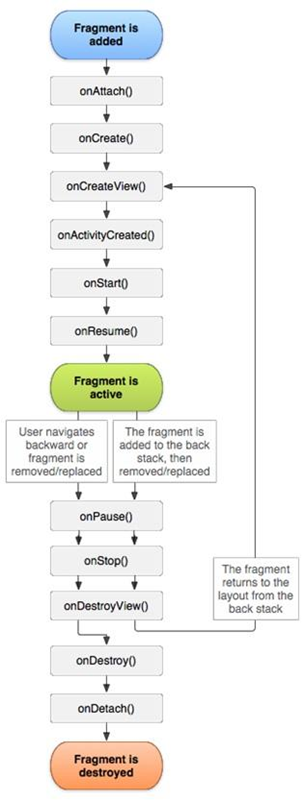 Fragment is
added
onAttach()
onCreate()
onCreateView()
onActivityCreated()
onStart()
onResume()
Fragment is
active
User navigates
backward or
fragment is
removed/replaced
The fragment is
added to the back
stack, then
removed/replaced
onPause()
onStop()
onDestroyView()
The fragment
returns to the
layout from the
back stack
onDestroy()
onDetach()
Fragment is
destroyed